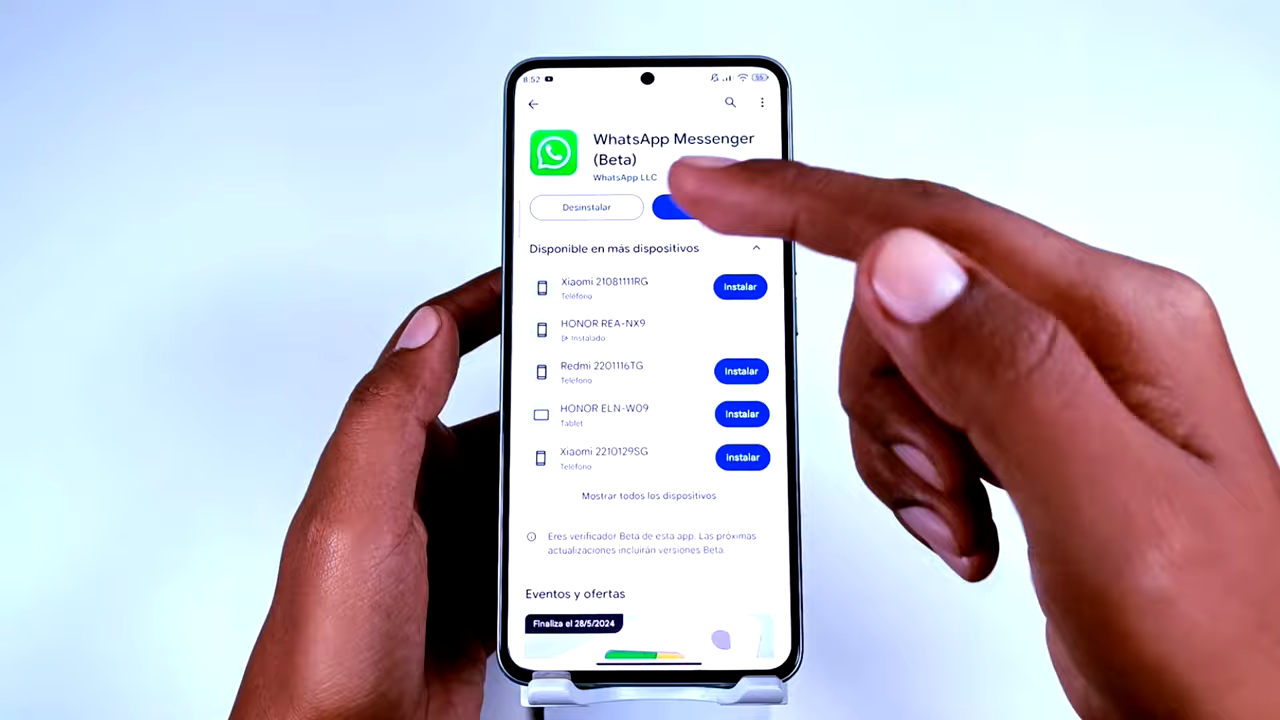 8:52
55
WhatsApp Messenger
(Beta)
WhatsApp LLC
Desinstalar
Disponible en más dispositivos
Xiaomi 21081111RG
Teléfono
Instalar
HONOR REA-NX9
Instalado
Redmi 2201116TG
Teléfono
Instalar
HONOR ELN-W09
Tablet
Instalar
Xiaomi 2210129SG
Teléfono
Instalar
Mostrar todos los dispositivos
Eres verificador Beta de esta app. Las próximas
actualizaciones incluirán versiones Beta.
Eventos y ofertas
Finaliza el 28/5/2024